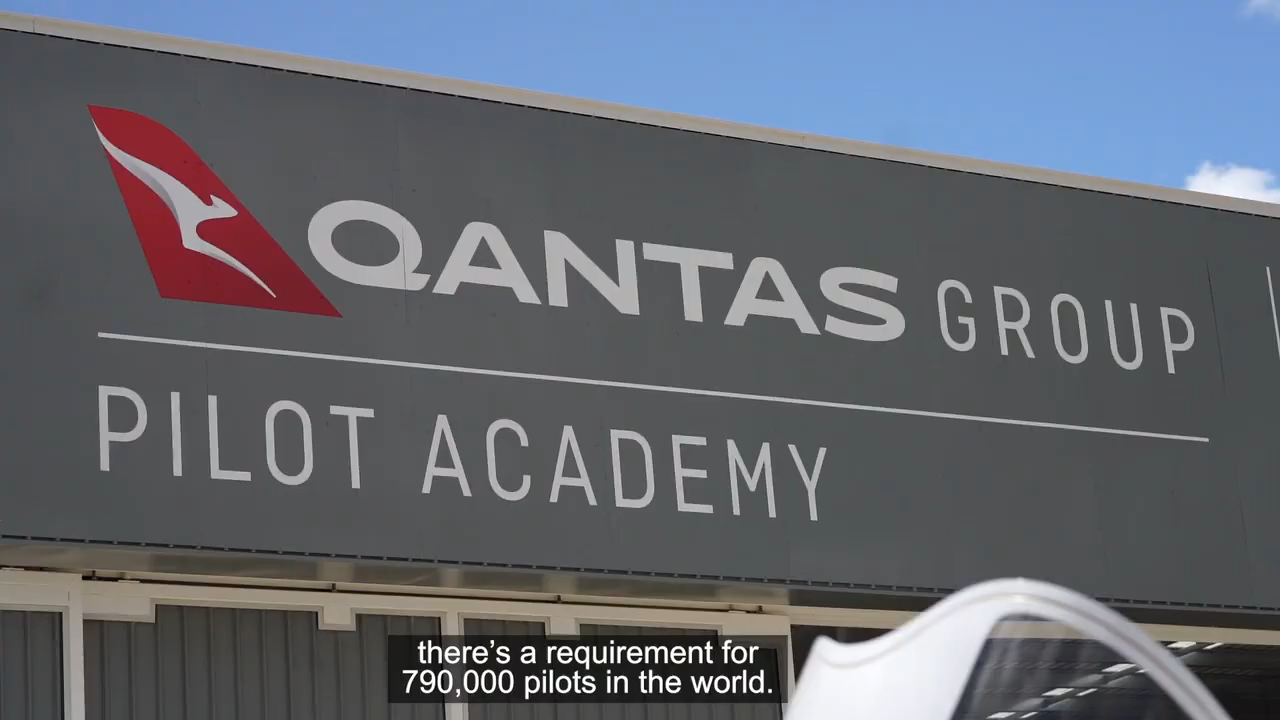 QANTAS GROUP
PILOT ACADEMY
there's a requirement for
790,000 pilots in the world.